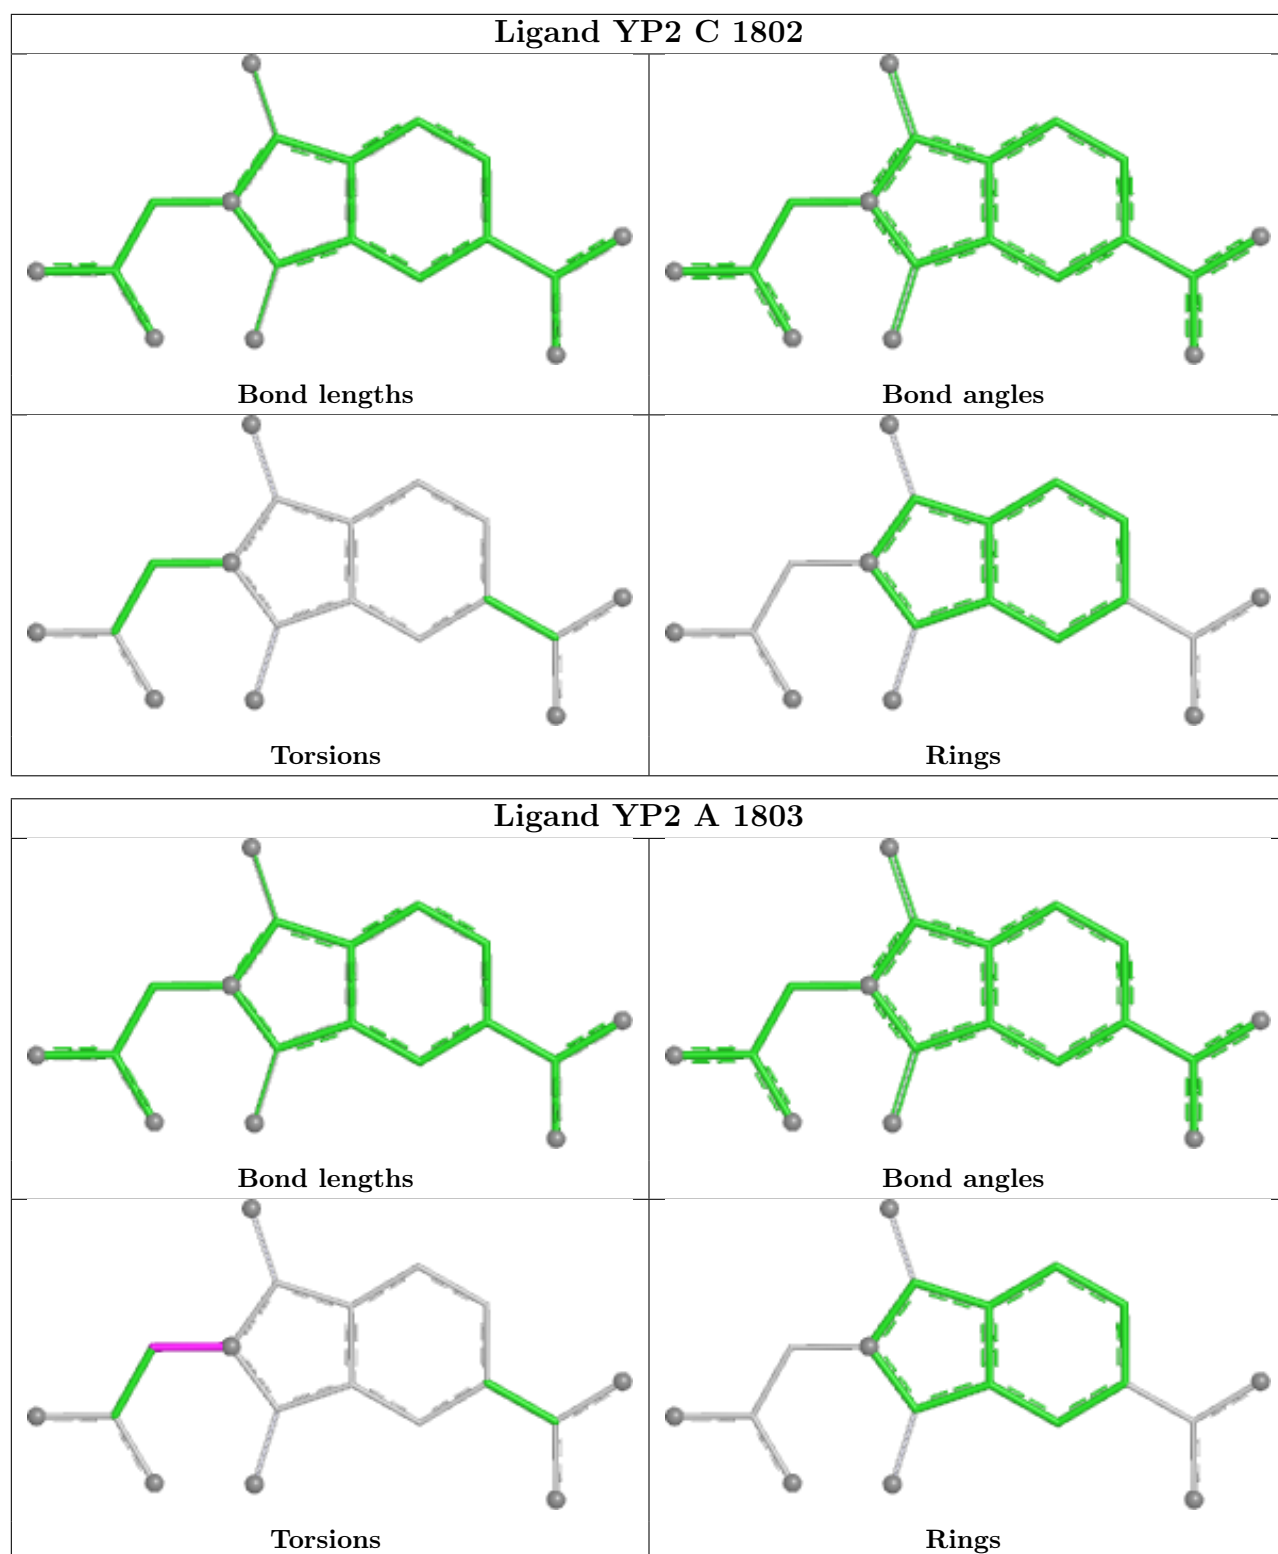 Ligand YP2 C 1802
Bond lengths
Bond angles
Torsions
Rings
Ligand YP2 A 1803
Bond lengths
Bond angles
Torsions
Rings